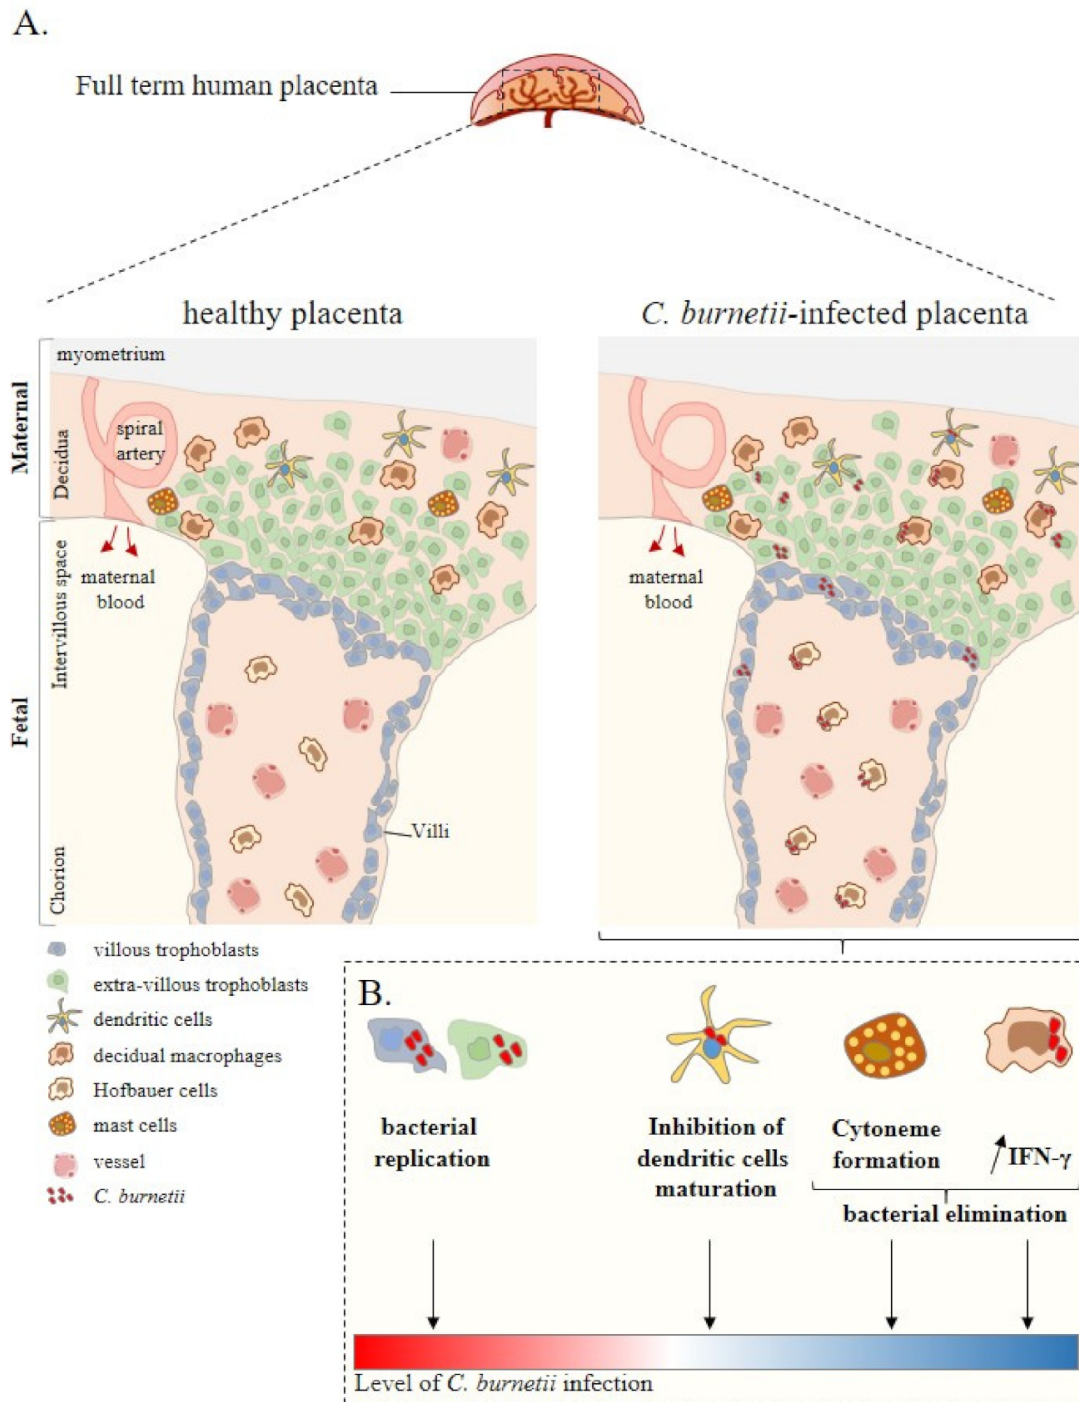 A.
Full term human placenta
healthy placenta
C. burnetii-infected placenta
Maternal
Fetal
Decidua
Intervillous space
Chorion
myometrium
spiral
artery
maternal
blood
Villi
maternal
blood
villous trophoblasts
extra-villous trophoblasts
dendritic cells
decidual macrophages
Hofbauer cells
mast cells
vessel
C. burnetii
B.
bacterial
replication
Inhibition of
dendritic cells
maturation
Cytoneme
formation
IFN-γ
bacterial elimination
Level of C. burnetii infection